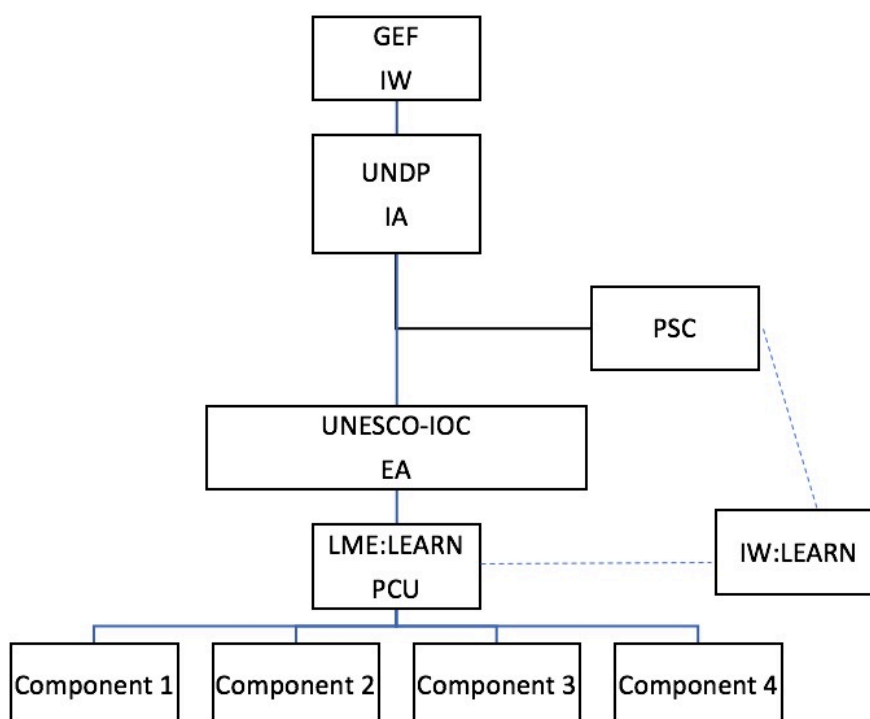 GEF
IW
UNDP
IA
PSC
UNESCO-IOC
EA
LME:LEARN
PCU
IW:LEARN
Component 1
Component 2
Component 3
Component 4